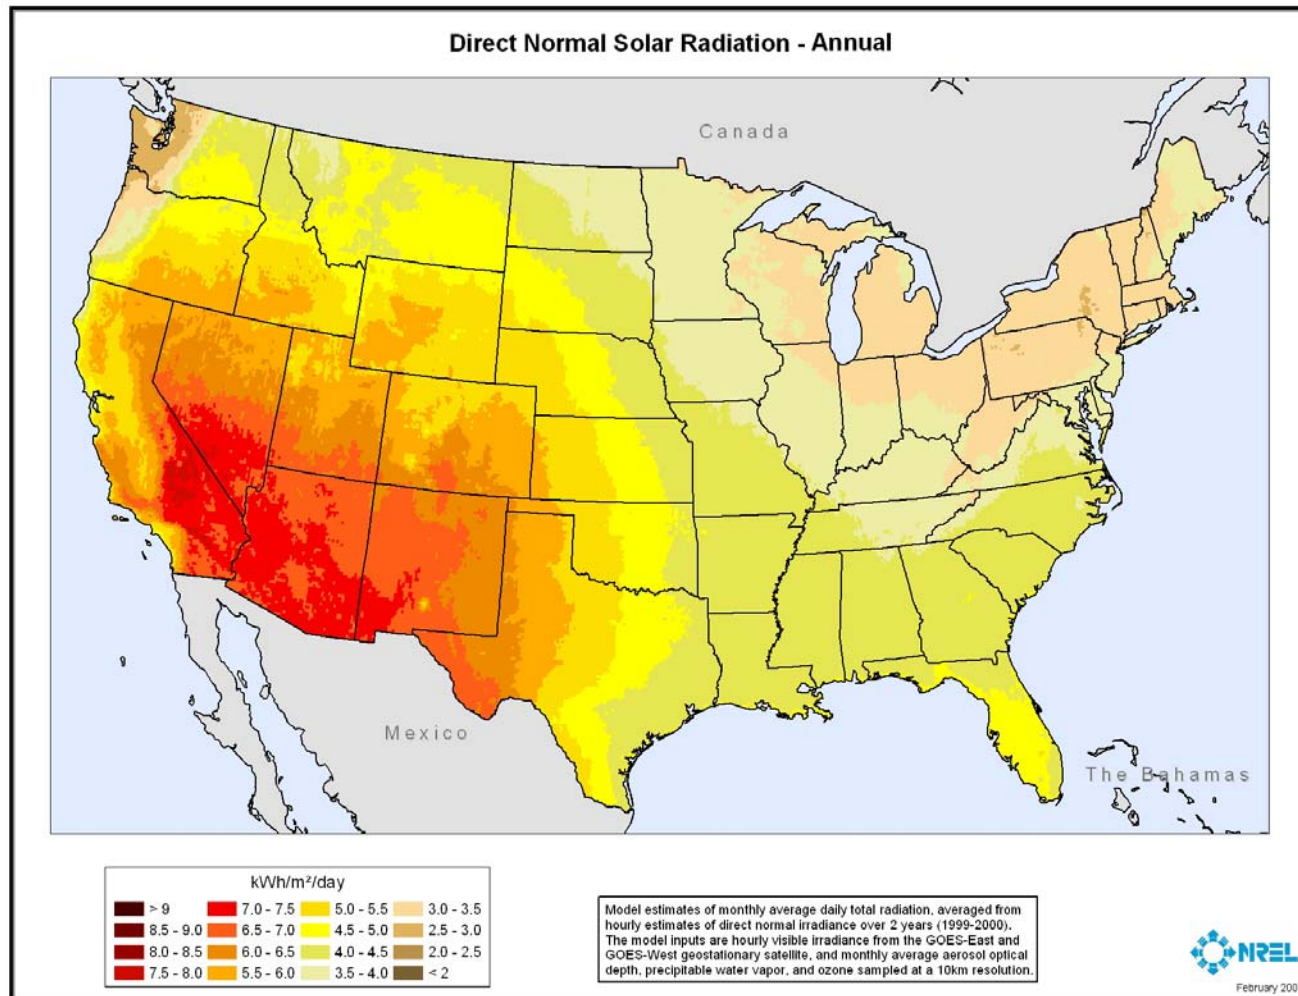 Direct Normal Solar Radiation - Annual
Canada
Mexico
The Bahamas
kWh/m²/day
> 9 7.0 - 7.5 5.0 - 5.5 3.0 - 3.5
8.5 - 9.0 6.5 - 7.0 4.5 - 5.0 2.5 - 3.0
8.0 - 8.5 6.0 - 6.5 4.0 - 4.5 2.0 - 2.5
7.5 - 8.0 5.5 - 6.0 3.5 - 4.0 < 2
Model estimates of monthly average daily total radiation, averaged from
hourly estimates of direct normal irradiance over 2 years (1999-2000).
The model inputs are hourly visible irradiance from the GOES-East and
GOES-West geostationary satellite, and monthly average aerosol optical
depth, precipitable water vapor, and ozone sampled at a 10km resolution.
NREL
February 200